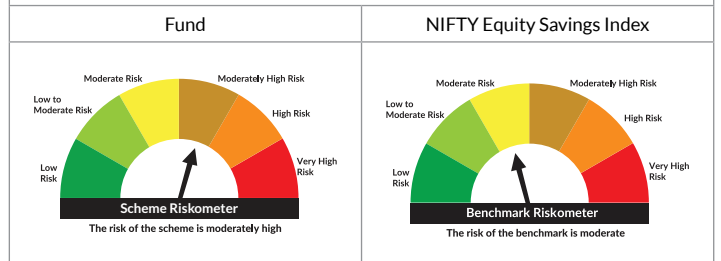 Fund
NIFTY Equity Savings Index
Moderate Risk
Moderately High Risk
Low to
Moderate Risk
High Risk
Low
Risk
Very High
Risk
Scheme Riskometer
The risk of the scheme is moderately high
Moderate Risk
Moderately High Risk
Low to
Moderate Risk
High Risk
Low
Risk
Very High
Risk
Benchmark Riskometer
The risk of the benchmark is moderate